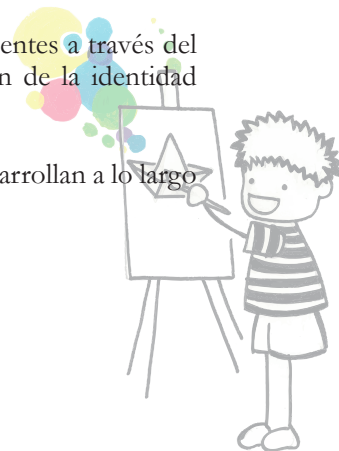 entes a través del
n de la identidad
arrollan a lo largo